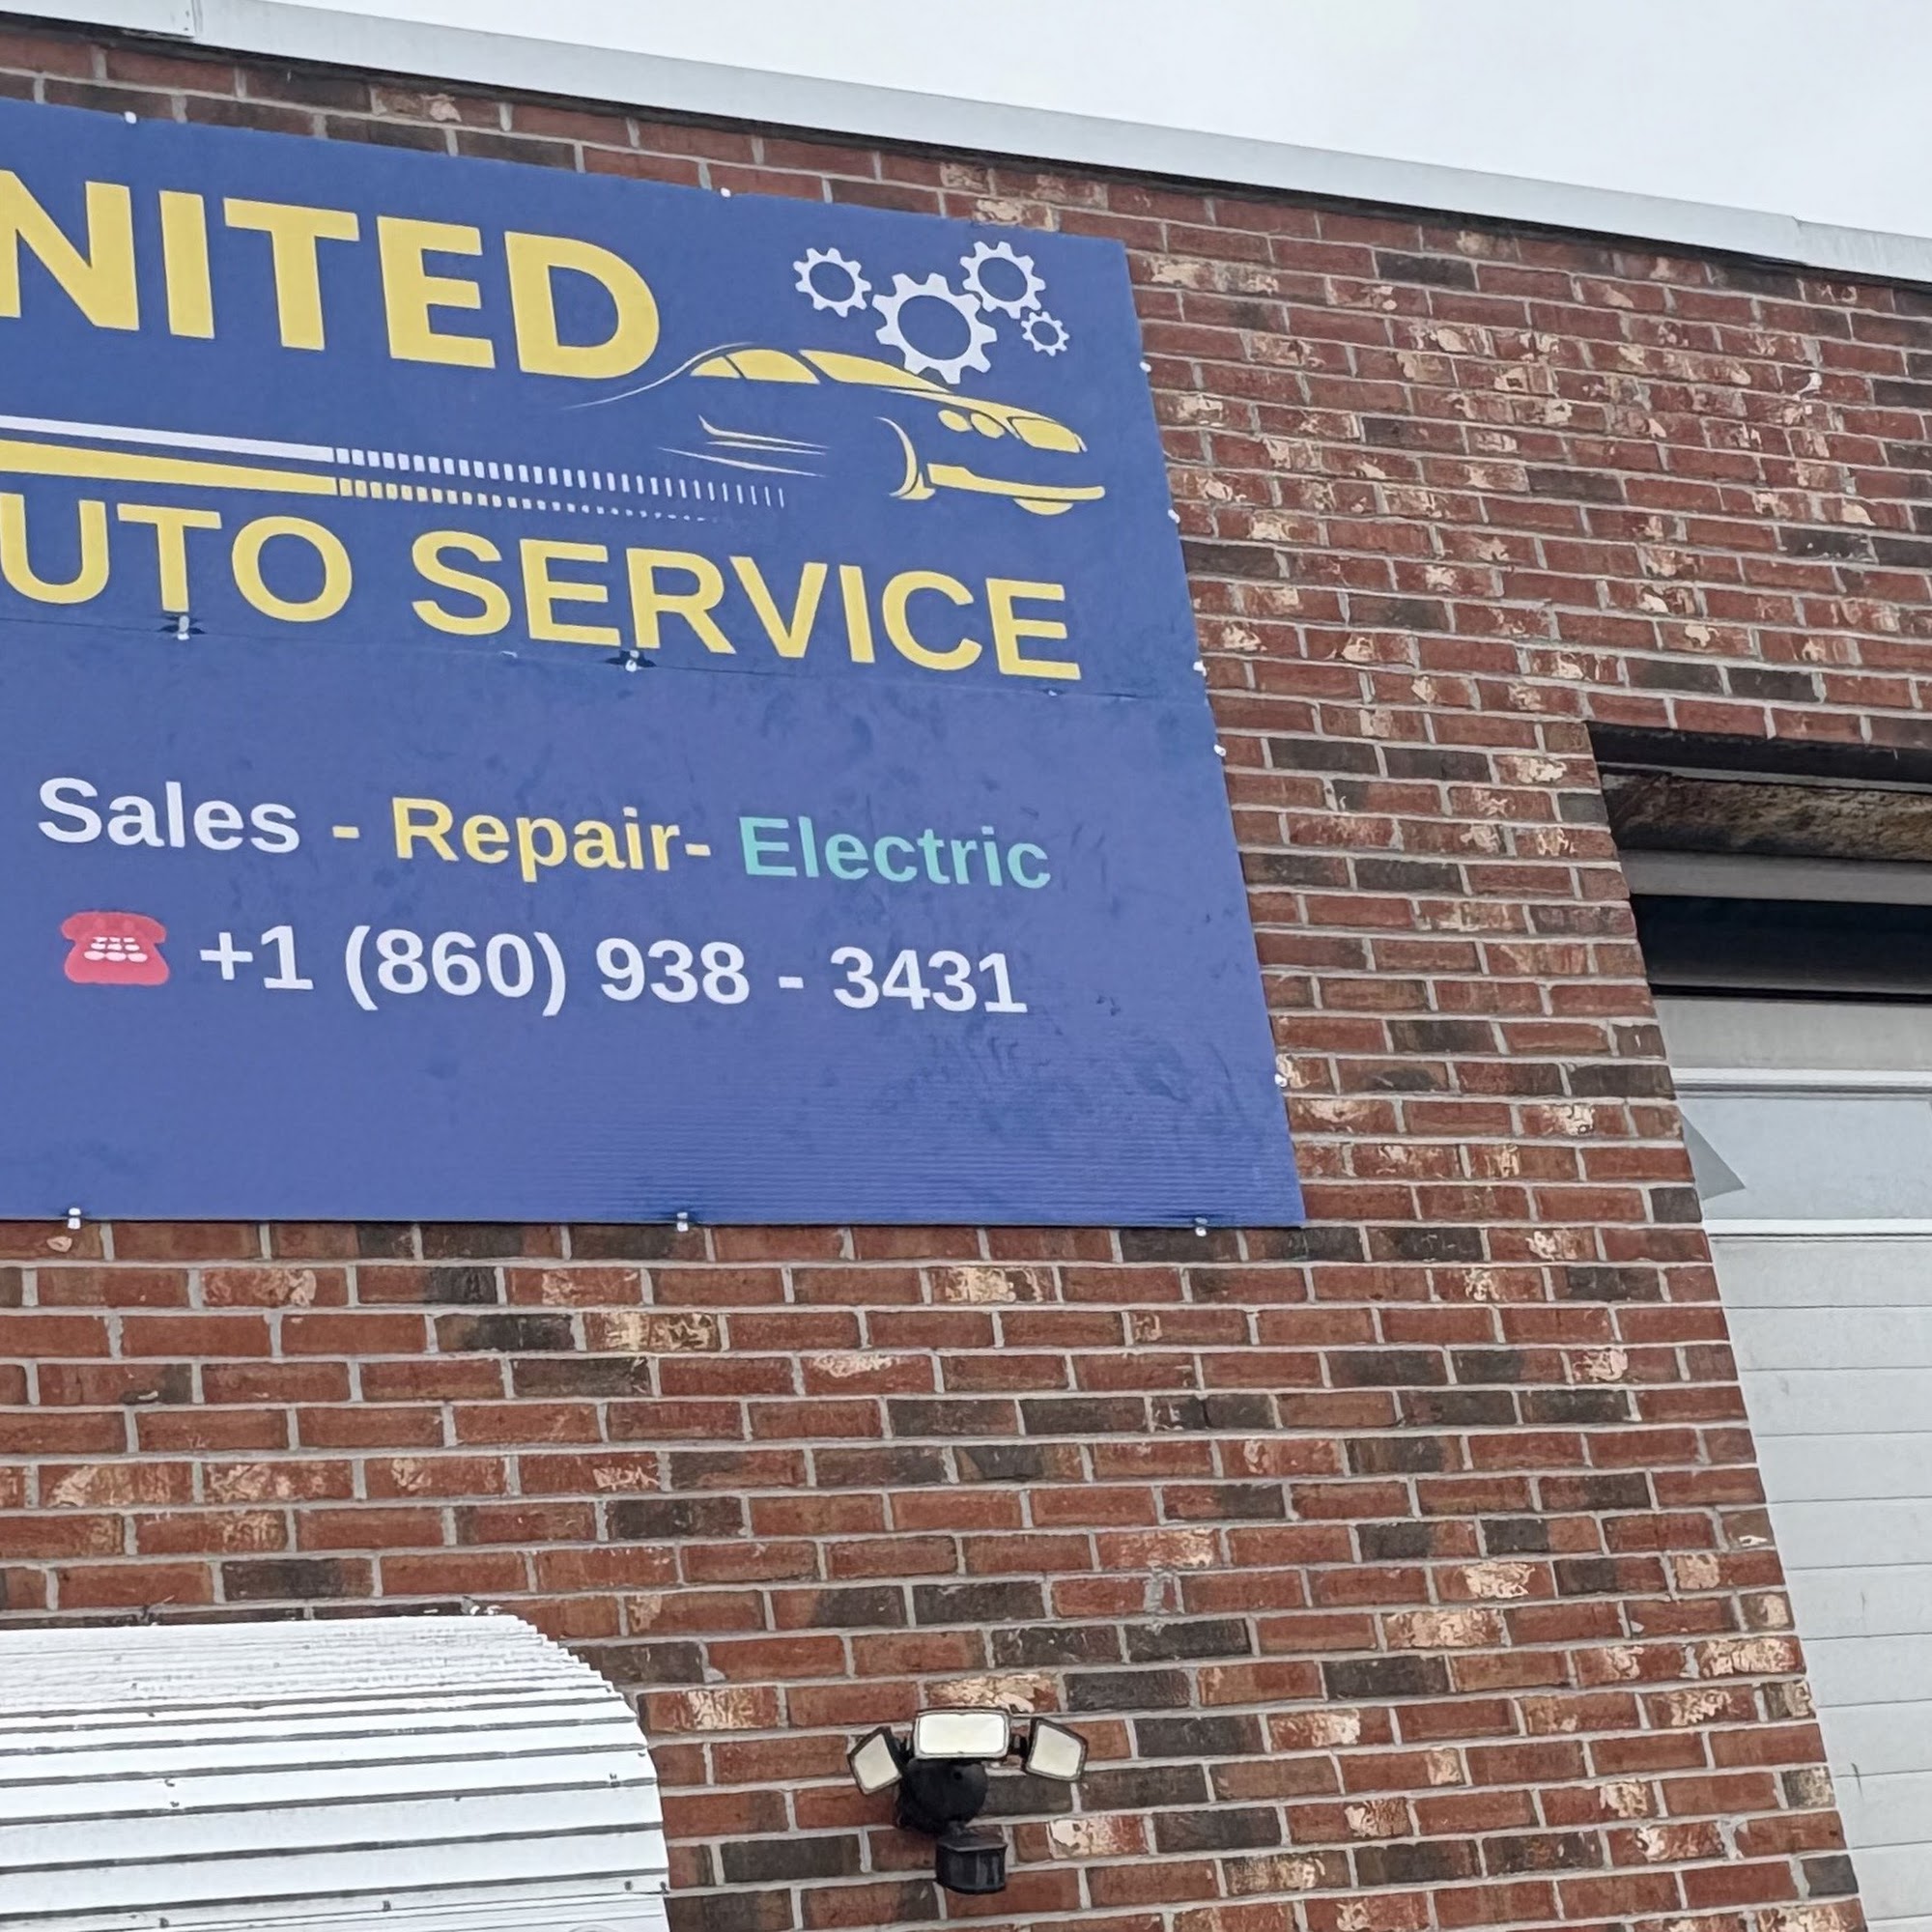 NITED
UTO SERVICE
Sales - Repair- Electric
☎ +1 (860) 938 - 3431